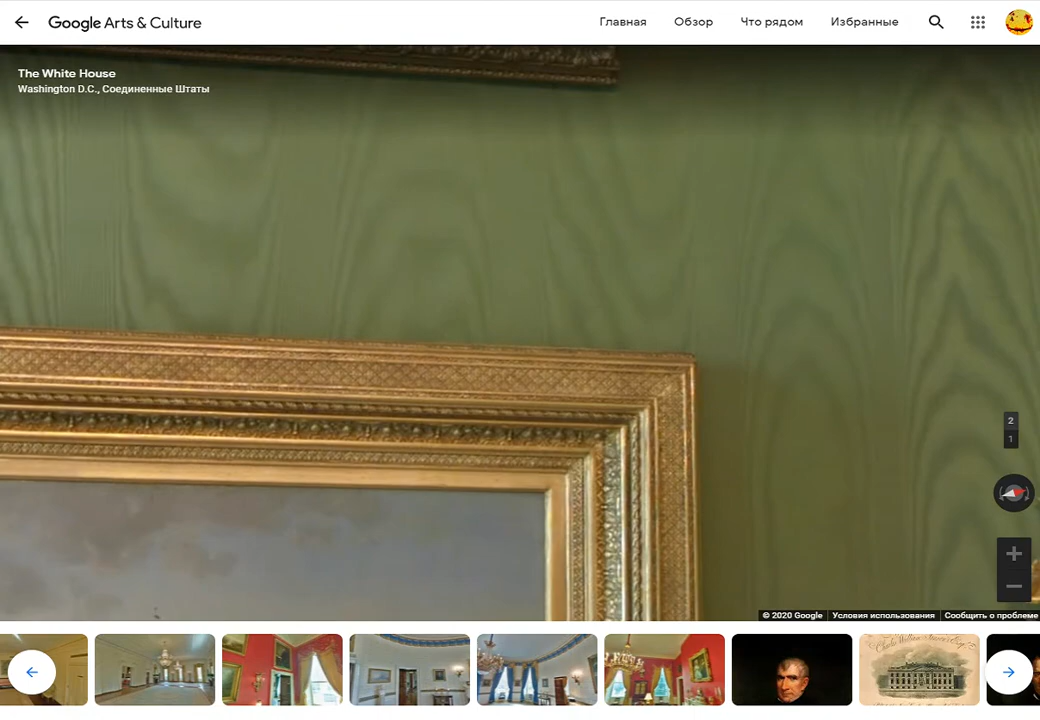 Google Arts & Culture
Главная Обзор Что рядом Избранные
The White House
Washington D.C., Соединенные Штаты
2
1
© 2020 Google Условия использования Сообщить о проблеме